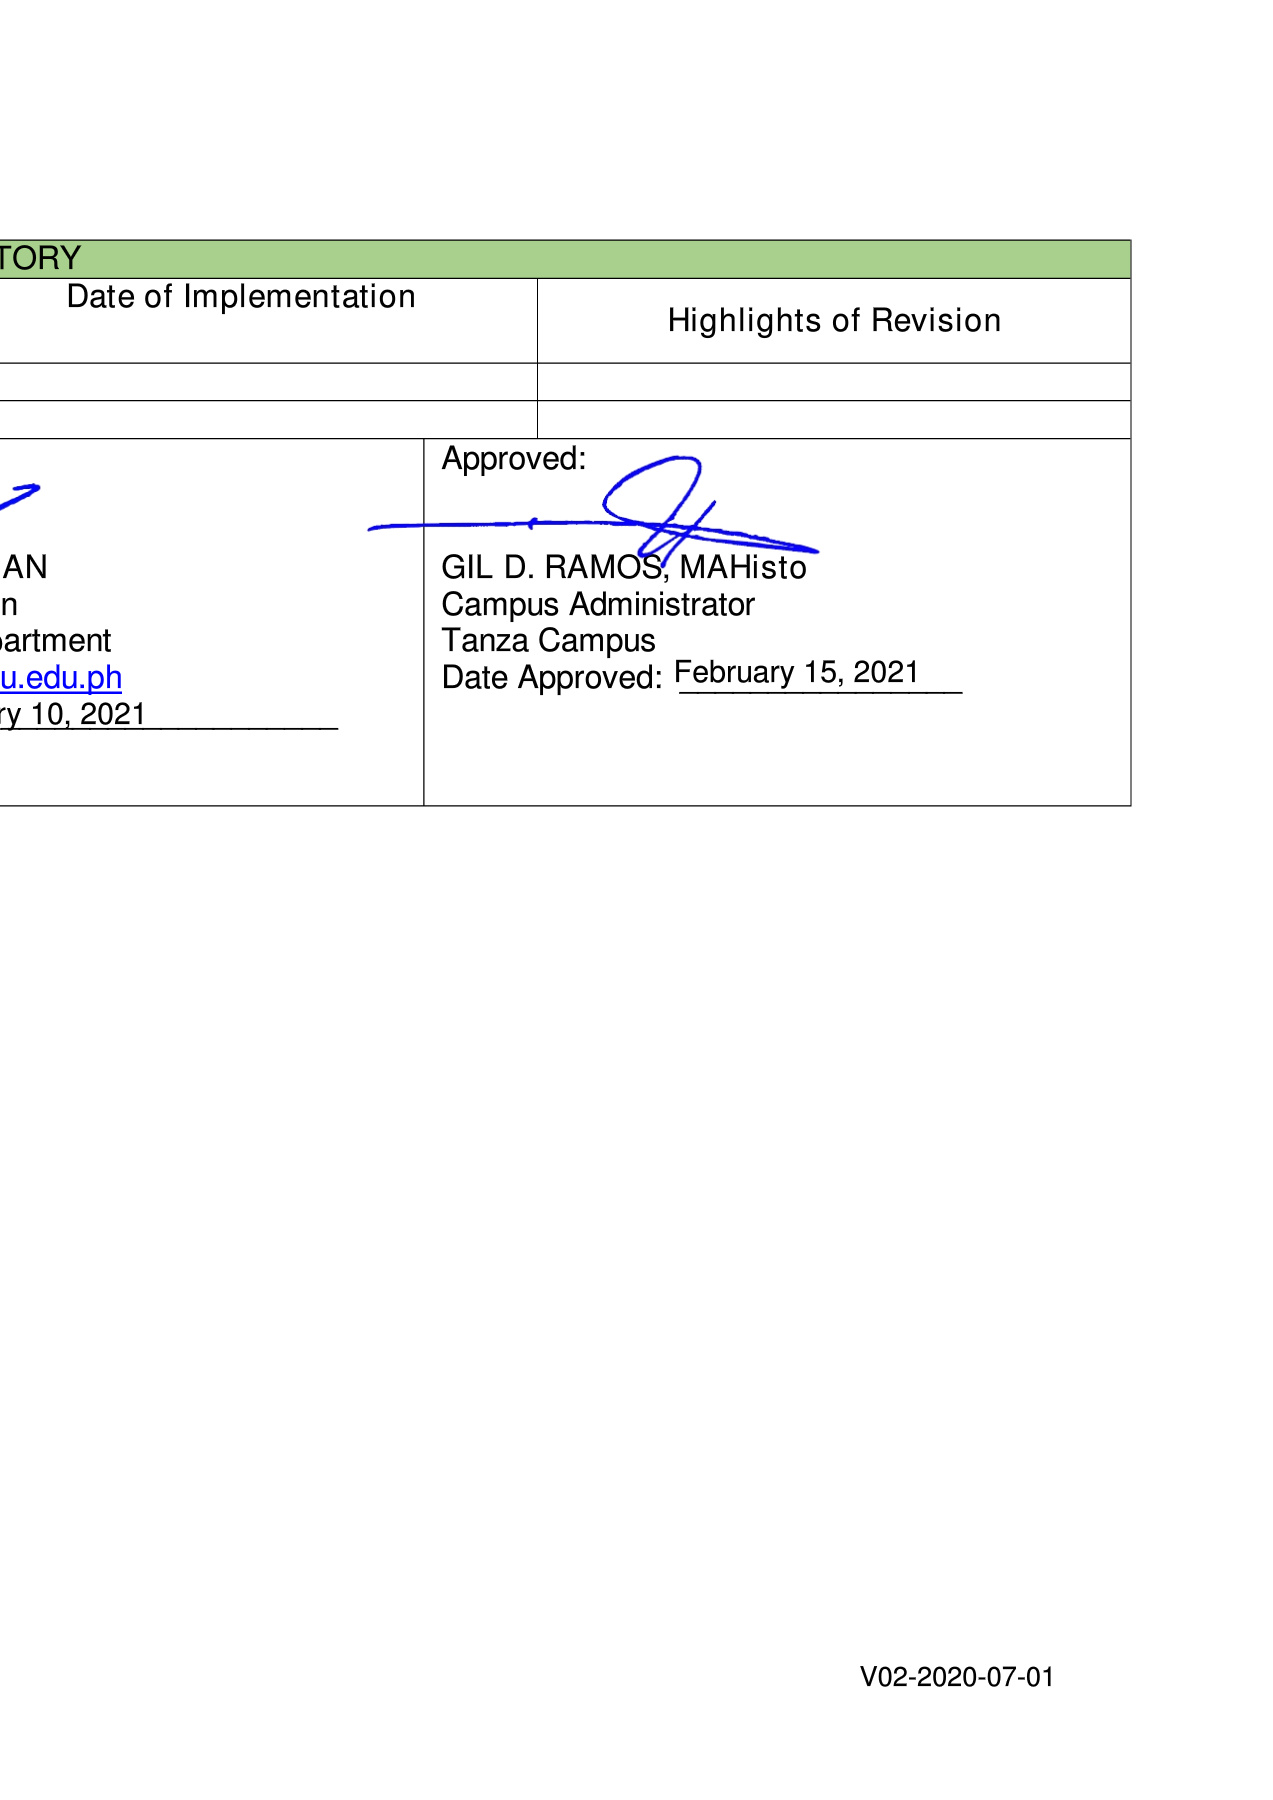 TORY
Date of Implementation
Highlights of Revision
AN
n
partment
u.edu.ph
ry 10, 2021
Approved:
GIL D. RAMOS, MAHisto
Campus Administrator
Tanza Campus
Date Approved: February 15, 2021
V02-2020-07-01